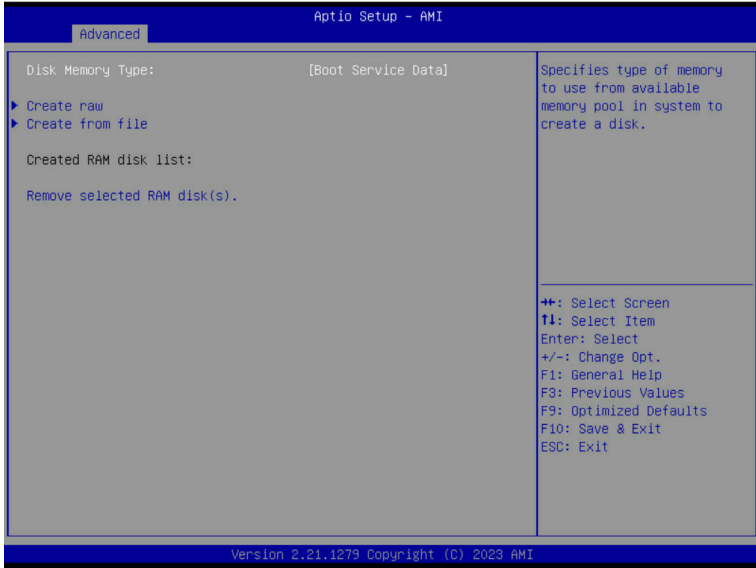 Aptio Setup – AMI
Advanced
Disk Memory Type: [Boot Service Data]
Create raw
Create from file
Created RAM disk list:
Remove selected RAM disk(s).
Specifies type of memory
to use from available
memory pool in system to
create a disk.
→←: Select Screen
↑↓: Select Item
Enter: Select
+/-: Change Opt.
F1: General Help
F3: Previous Values
F9: Optimized Defaults
F10: Save & Exit
ESC: Exit
Version 2.21.1279 Copyright (C) 2023 AMI